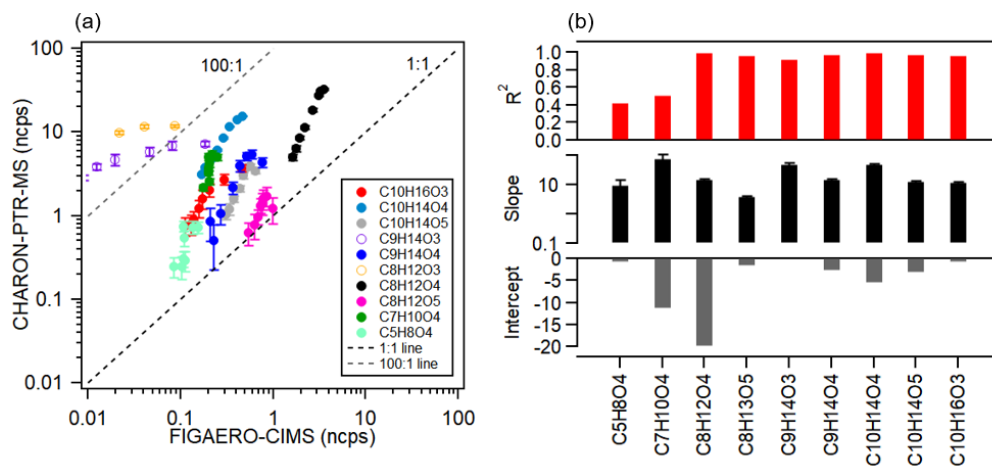 (a)
CHARON-PTR-MS (ncps)
100
10
1
0.1
0.01
100:1
1:1
C10H16O3
C10H14O4
C10H14O5
C9H14O3
C9H14O4
C8H12O3
C8H12O4
C8H12O5
C7H10O4
C5H8O4
1:1 line
100:1 line
0.01
0.1
1
10
100
FIGAERO-CIMS (ncps)
(b)
R2
1.0
0.8
0.6
0.4
0.2
0.0
Slope
10
0.1
Intercept
0
-5
-10
-15
-20
C5H8O4
C7H10O4
C8H12O4
C8H13O5
C9H14O3
C9H14O4
C10H14O4
C10H14O5
C10H16O3